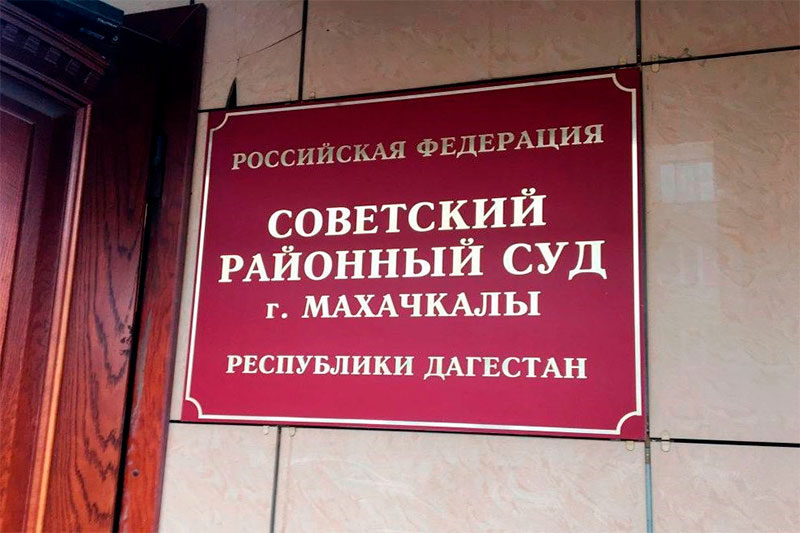 РОССИЙСКАЯ ФЕДЕРАЦИЯ
СОВЕТСКИЙ
РАЙОННЫЙ СУД
г. МАХАЧКАЛЫ
РЕСПУБЛИКИ ДАГЕСТАН